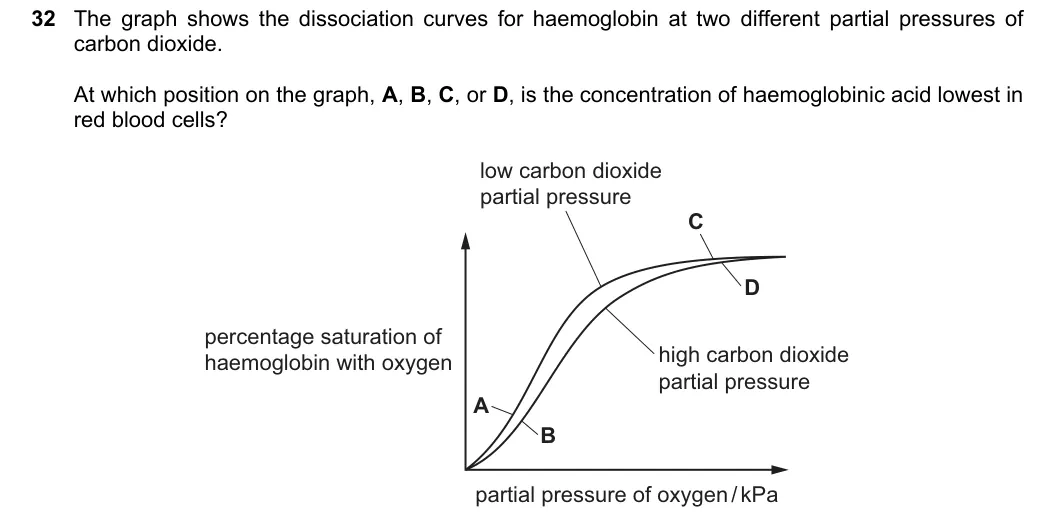 32 The graph shows the dissociation curves for haemoglobin at two different partial pressures of
carbon dioxide.
At which position on the graph, A, B, C, or D, is the concentration of haemoglobinic acid lowest in
red blood cells?
low carbon dioxide
partial pressure
C
D
percentage saturation of
haemoglobin with oxygen
high carbon dioxide
partial pressure
A
B
partial pressure of oxygen/kPa